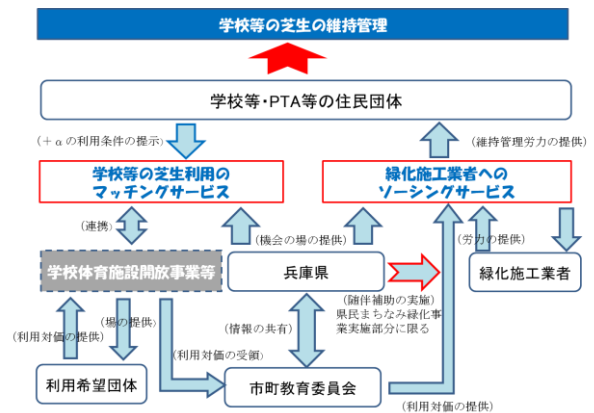 学校等の芝生の維持管理
学校等・PTA等の住民団体
(+αの利用条件の提示)
(維持管理労力の提供)
学校等の芝生利用の
マッチングサービス
緑化施工業者への
ソーシングサービス
(連携)
(機会の場の提供)
(労力の提供)
学校体育施設開放事業等
兵庫県
緑化施工業者
(随伴補助の実施)
県民まちなみ緑化事
業実施部分に限る
(利用対価の提供)
(場の提供)
(情報の共有)
(利用対価の受領)
利用希望団体
市町教育委員会
(利用対価の提供)